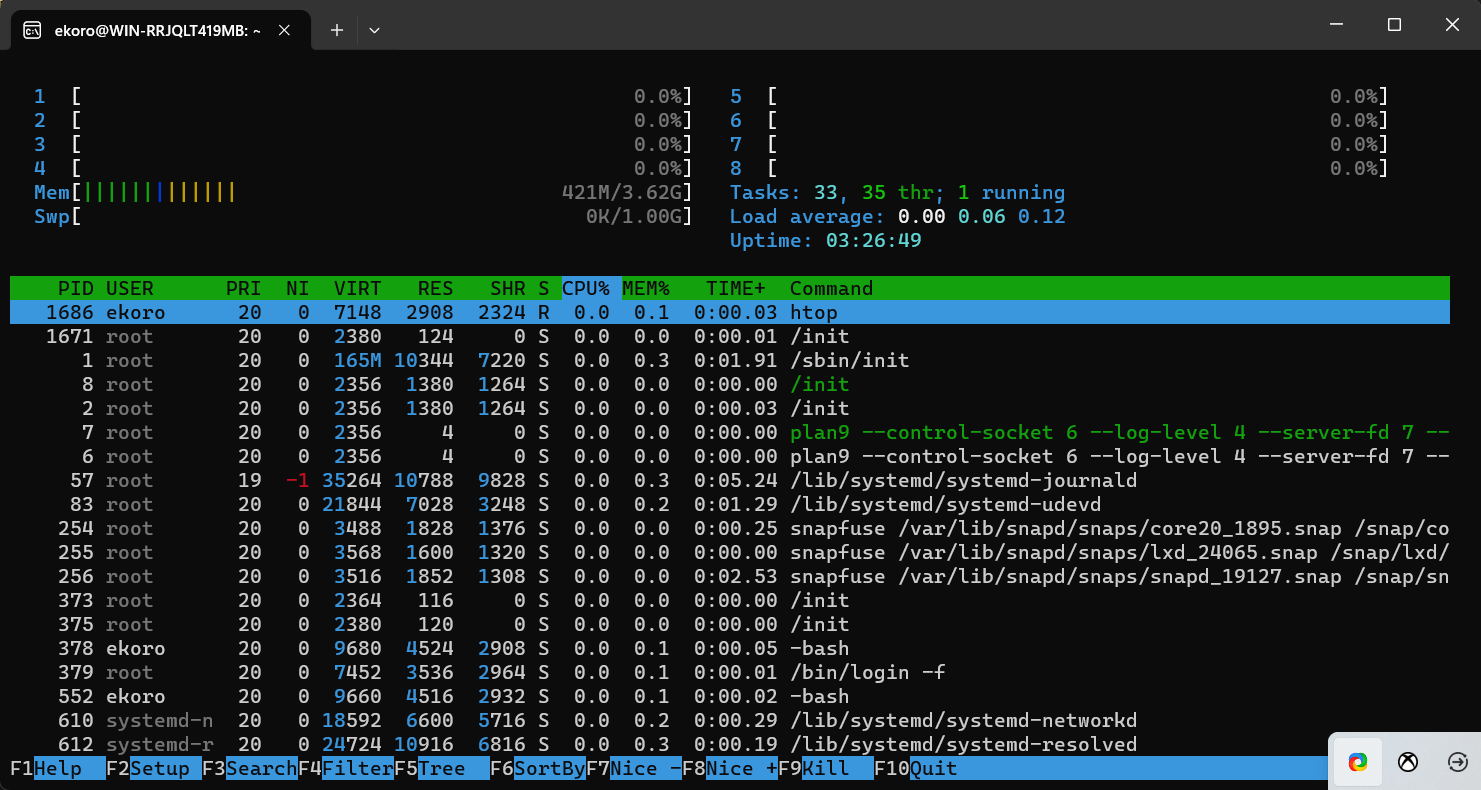 ekoro@WIN-RRJQLT419MB: ~
1 [ 0.0%] 5 [ 0.0%]
2 [ 0.0%] 6 [ 0.0%]
3 [ 0.0%] 7 [ 0.0%]
4 [ 0.0%] 8 [ 0.0%]
Mem[||||||||||||| 421M/3.62G] Tasks: 33, 35 thr; 1 running
Swp[ 0K/1.00G] Load average: 0.00 0.06 0.12
Uptime: 03:26:49
PID USER PRI NI VIRT RES SHR S CPU% MEM% TIME+ Command
1686 ekoro 20 0 7148 2908 2324 R 0.0 0.1 0:00.03 htop
1671 root 20 0 2380 124 0 S 0.0 0.0 0:00.01 /init
1 root 20 0 165M 10344 7220 S 0.0 0.3 0:01.91 /sbin/init
8 root 20 0 2356 1380 1264 S 0.0 0.0 0:00.00 /init
2 root 20 0 2356 1380 1264 S 0.0 0.0 0:00.03 /init
7 root 20 0 2356 4 0 S 0.0 0.0 0:00.00 plan9 --control-socket 6 --log-level 4 --server-fd 7 --
6 root 20 0 2356 4 0 S 0.0 0.0 0:00.00 plan9 --control-socket 6 --log-level 4 --server-fd 7 --
57 root 19 -1 35264 10788 9828 S 0.0 0.3 0:05.24 /lib/systemd/systemd-journald
83 root 20 0 21844 7028 3248 S 0.0 0.2 0:01.29 /lib/systemd/systemd-udevd
254 root 20 0 3488 1828 1376 S 0.0 0.0 0:00.25 snapfuse /var/lib/snapd/snaps/core20_1895.snap /snap/co
255 root 20 0 3568 1600 1320 S 0.0 0.0 0:00.00 snapfuse /var/lib/snapd/snaps/lxd_24065.snap /snap/lxd/
256 root 20 0 3516 1852 1308 S 0.0 0.0 0:02.53 snapfuse /var/lib/snapd/snaps/snapd_19127.snap /snap/sn
373 root 20 0 2364 116 0 S 0.0 0.0 0:00.00 /init
375 root 20 0 2380 120 0 S 0.0 0.0 0:00.00 /init
378 ekoro 20 0 9680 4524 2908 S 0.0 0.1 0:00.05 -bash
379 root 20 0 7452 3536 2964 S 0.0 0.1 0:00.01 /bin/login -f
552 ekoro 20 0 9660 4516 2932 S 0.0 0.1 0:00.02 -bash
610 systemd-n 20 0 18592 6600 5716 S 0.0 0.2 0:00.29 /lib/systemd/systemd-networkd
612 systemd-r 20 0 24724 10916 6816 S 0.0 0.3 0:00.19 /lib/systemd/systemd-resolved
F1Help F2Setup F3SearchF4FilterF5Tree F6SortByF7Nice -F8Nice +F9Kill F10Quit